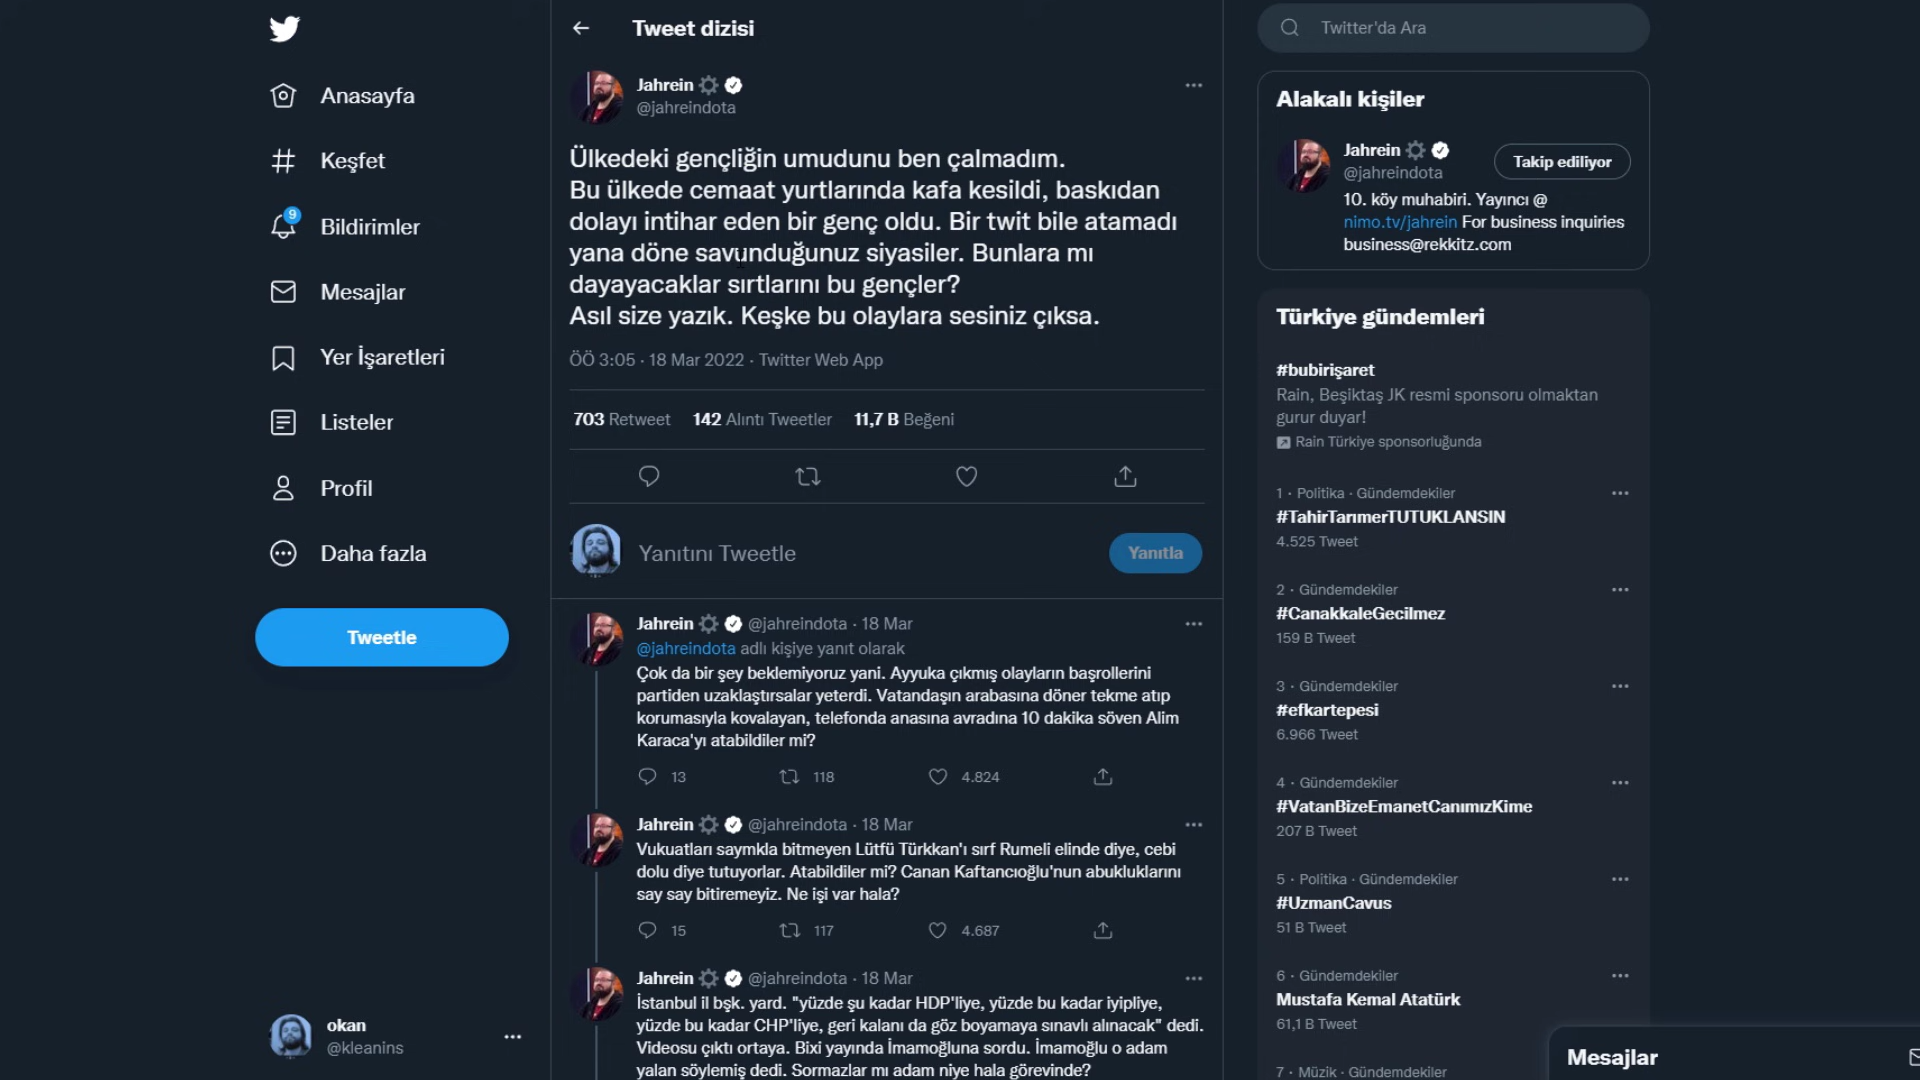 Anasayfa
Keşfet
9
Bildirimler
Mesajlar
Yer İşaretleri
Listeler
Profil
Daha fazla
Tweetle
okan
@kleanins
Tweet dizisi
Jahrein
@jahreindota
Ülkedeki gençliğin umudunu ben çalmadım.
Bu ülkede cemaat yurtlarında kafa kesildi, baskıdan
dolayı intihar eden bir genç oldu. Bir twit bile atamadı
yana döne savunduğunuz siyasiler. Bunlara mı
dayayacaklar sırtlarını bu gençler?
Asıl size yazık. Keşke bu olaylara sesiniz çıksa.
ÖÖ 3:05 · 18 Mar 2022 · Twitter Web App
703 Retweet 142 Alıntı Tweetler 11,7 B Beğeni
Yanıtını Tweetle
Yanıtla
Jahrein @jahreindota · 18 Mar
@jahreindota adlı kişiye yanıt olarak
Çok da bir şey beklemiyoruz yani. Ayyuka çıkmış olayların başrollerini
partiden uzaklaştırsalar yeterdi. Vatandaşın arabasına döner tekme atıp
korumasıyla kovalayan, telefonda anasına avradına 10 dakika söven Alim
Karaca'yı atabildiler mi?
13 118 4.824
Jahrein @jahreindota · 18 Mar
Vukuatları saymkla bitmeyen Lütfü Türkkan'ı sırf Rumeli elinde diye, cebi
dolu diye tutuyorlar. Atabildiler mi? Canan Kaftancıoğlu'nun abukluklarını
say say bitiremeyiz. Ne işi var hala?
15 117 4.687
Jahrein @jahreindota · 18 Mar
İstanbul il bşk. yard. "yüzde şu kadar HDP'liye, yüzde bu kadar iyipliye,
yüzde bu kadar CHP'liye, geri kalanı da göz boyamaya sınavlı alınacak" dedi.
Videosu çıktı ortaya. Bixi yayında İmamoğluna sordu. İmamoğlu o adam
yalan söylemiş dedi. Sormazlar mı adam niye hala görevinde?
Twitter'da Ara
Alakalı kişiler
Jahrein
@jahreindota
Takip ediliyor
10. köy muhabiri. Yayıncı @
nimo.tv/jahrein For business inquiries
business@rekkitz.com
Türkiye gündemleri
#bubirişaret
Rain, Beşiktaş JK resmi sponsoru olmaktan
gurur duyar!
Rain Türkiye sponsorluğunda
1 · Politika · Gündemdekiler
#TahirTarımerTUTUKLANSIN
4.525 Tweet
2 · Gündemdekiler
#CanakkaleGecilmez
159 B Tweet
3 · Gündemdekiler
#efkartepesi
6.966 Tweet
4 · Gündemdekiler
#VatanBizeEmanetCanımızKime
207 B Tweet
5 · Politika · Gündemdekiler
#UzmanCavus
51 B Tweet
6 · Gündemdekiler
Mustafa Kemal Atatürk
61,1 B Tweet
7 · Müzik · Gündemdekiler
Mesajlar